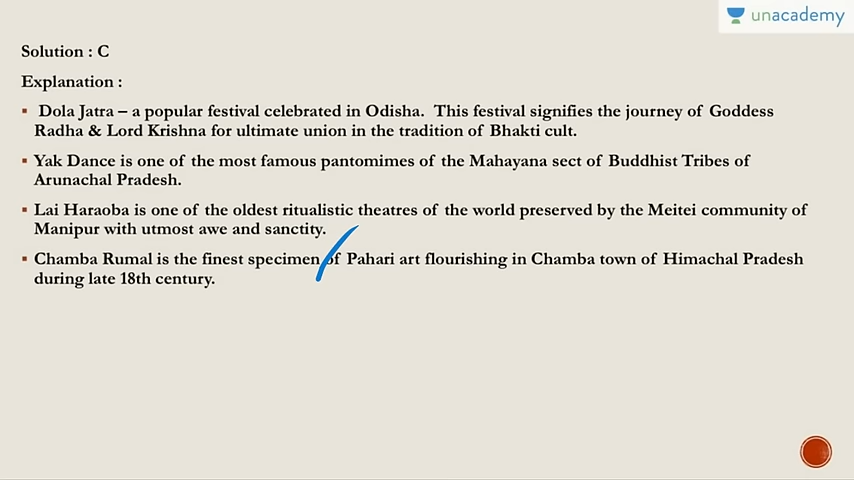 unacademy
Solution : C
Explanation :
▪ Dola Jatra – a popular festival celebrated in Odisha. This festival signifies the journey of Goddess
Radha & Lord Krishna for ultimate union in the tradition of Bhakti cult.
▪ Yak Dance is one of the most famous pantomimes of the Mahayana sect of Buddhist Tribes of
Arunachal Pradesh.
▪ Lai Haraoba is one of the oldest ritualistic theatres of the world preserved by the Meitei community of
Manipur with utmost awe and sanctity.
▪ Chamba Rumal is the finest specimen of Pahari art flourishing in Chamba town of Himachal Pradesh
during late 18th century.